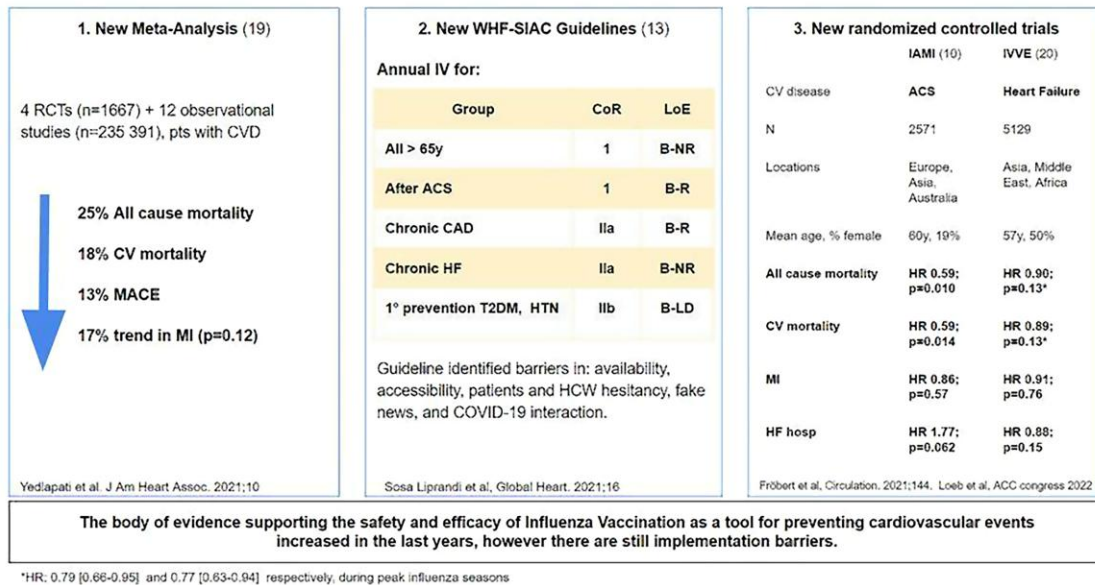 1. New Meta-Analysis (19)
4 RCTs (n=1667) + 12 observational
studies (n=235 391), pts with CVD
25% All cause mortality
18% CV mortality
13% MACE
17% trend in MI (p=0.12)
Yedlapati et al. J Am Heart Assoc. 2021;10
2. New WHF-SIAC Guidelines (13)
Annual IV for:
Group CoR LoE
All > 65y 1 B-NR
After ACS 1 B-R
Chronic CAD IIa B-R
Chronic HF IIa B-NR
1° prevention T2DM, HTN IIb B-LD
Guideline identified barriers in: availability,
accessibility, patients and HCW hesitancy, fake
news, and COVID-19 interaction.
Sosa Liprandi et al, Global Heart. 2021;16
3. New randomized controlled trials
IAMI (10) IVVE (20)
CV disease ACS Heart Failure
N 2571 5129
Locations Europe, Asia, Middle
Asia, East, Africa
Australia
Mean age, % female 60y, 19% 57y, 50%
All cause mortality HR 0.59; HR 0.90;
p=0.010 p=0.13*
CV mortality HR 0.59; HR 0.89;
p=0.014 p=0.13*
MI HR 0.86; HR 0.91;
p=0.57 p=0.76
HF hosp HR 1.77; HR 0.88;
p=0.062 p=0.15
Fröbert et al, Circulation. 2021;144. Loeb et al, ACC congress 2022
The body of evidence supporting the safety and efficacy of Influenza Vaccination as a tool for preventing cardiovascular events
increased in the last years, however there are still implementation barriers.
*HR: 0.79 [0.66-0.95] and 0.77 [0.63-0.94] respectively, during peak influenza seasons